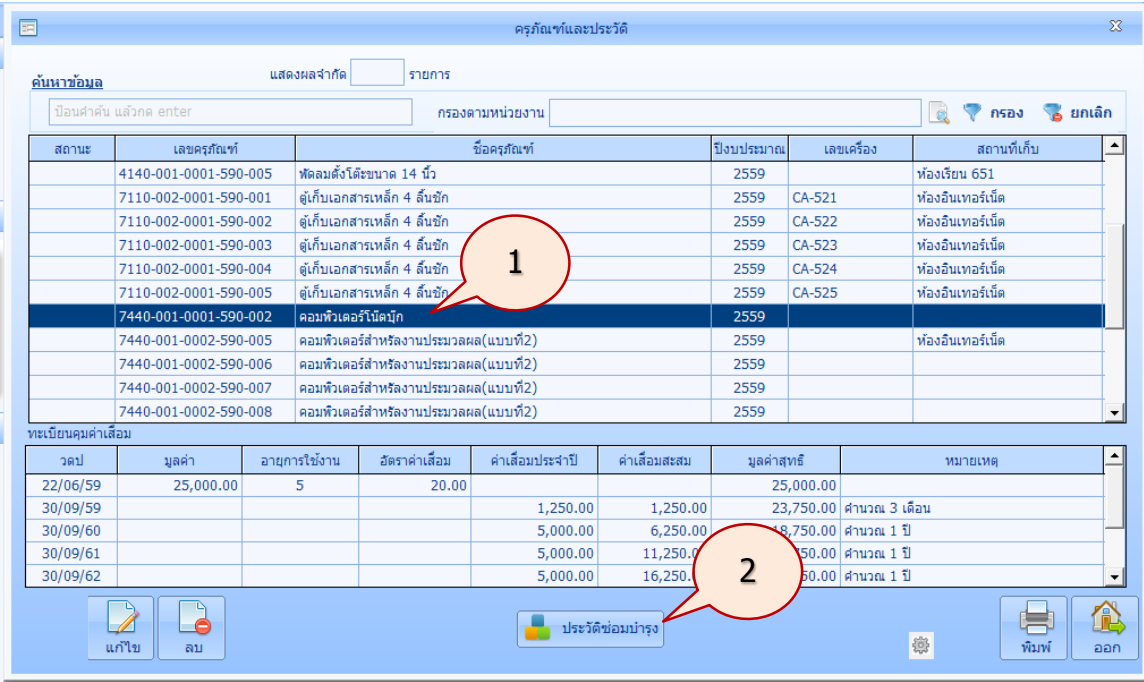 ครุภัณฑ์และประวัติ
แสดงผลจำกัด รายการ
ค้นหาข้อมูล
ป้อนคำค้น แล้วกด enter กรองตามหน่วยงาน กรอง ยกเลิก
สถานะ เลขครุภัณฑ์ ชื่อครุภัณฑ์ ปีงบประมาณ เลขเครื่อง สถานที่เก็บ
4140-001-0001-590-005 พัดลมตั้งโต๊ะขนาด 14 นิ้ว 2559 ห้องเรียน 651
7110-002-0001-590-001 ตู้เก็บเอกสารเหล็ก 4 ลิ้นชัก 2559 CA-521 ห้องอินเทอร์เน็ต
7110-002-0001-590-002 ตู้เก็บเอกสารเหล็ก 4 ลิ้นชัก 2559 CA-522 ห้องอินเทอร์เน็ต
7110-002-0001-590-003 ตู้เก็บเอกสารเหล็ก 4 ลิ้นชัก 2559 CA-523 ห้องอินเทอร์เน็ต
1
7110-002-0001-590-004 ตู้เก็บเอกสารเหล็ก 4 ลิ้นชัก 2559 CA-524 ห้องอินเทอร์เน็ต
7110-002-0001-590-005 ตู้เก็บเอกสารเหล็ก 4 ลิ้นชัก 2559 CA-525 ห้องอินเทอร์เน็ต
7440-001-0001-590-002 คอมพิวเตอร์โน๊ตบุ๊ก 2559
7440-001-0002-590-005 คอมพิวเตอร์สำหรัลงานประมวลผล(แบบที่2) 2559 ห้องอินเทอร์เน็ต
7440-001-0002-590-006 คอมพิวเตอร์สำหรัลงานประมวลผล(แบบที่2) 2559
7440-001-0002-590-007 คอมพิวเตอร์สำหรัลงานประมวลผล(แบบที่2) 2559
7440-001-0002-590-008 คอมพิวเตอร์สำหรัลงานประมวลผล(แบบที่2) 2559
ทะเบียนคุมค่าเสื่อม
วดป มูลค่า อายุการใช้งาน อัตราค่าเสื่อม ค่าเสื่อมประจำปี ค่าเสื่อมสะสม มูลค่าสุทธิ หมายเหตุ
22/06/59 25,000.00 5 20.00 25,000.00
30/09/59 1,250.00 1,250.00 23,750.00 คำนวณ 3 เดือน
30/09/60 5,000.00 6,250.00 18,750.00 คำนวณ 1 ปี
30/09/61 5,000.00 11,250.0 750.00 คำนวณ 1 ปี
30/09/62 5,000.00 16,250. 50.00 คำนวณ 1 ปี
2
แก้ไข ลบ ประวัติซ่อมบำรุง พิมพ์ ออก